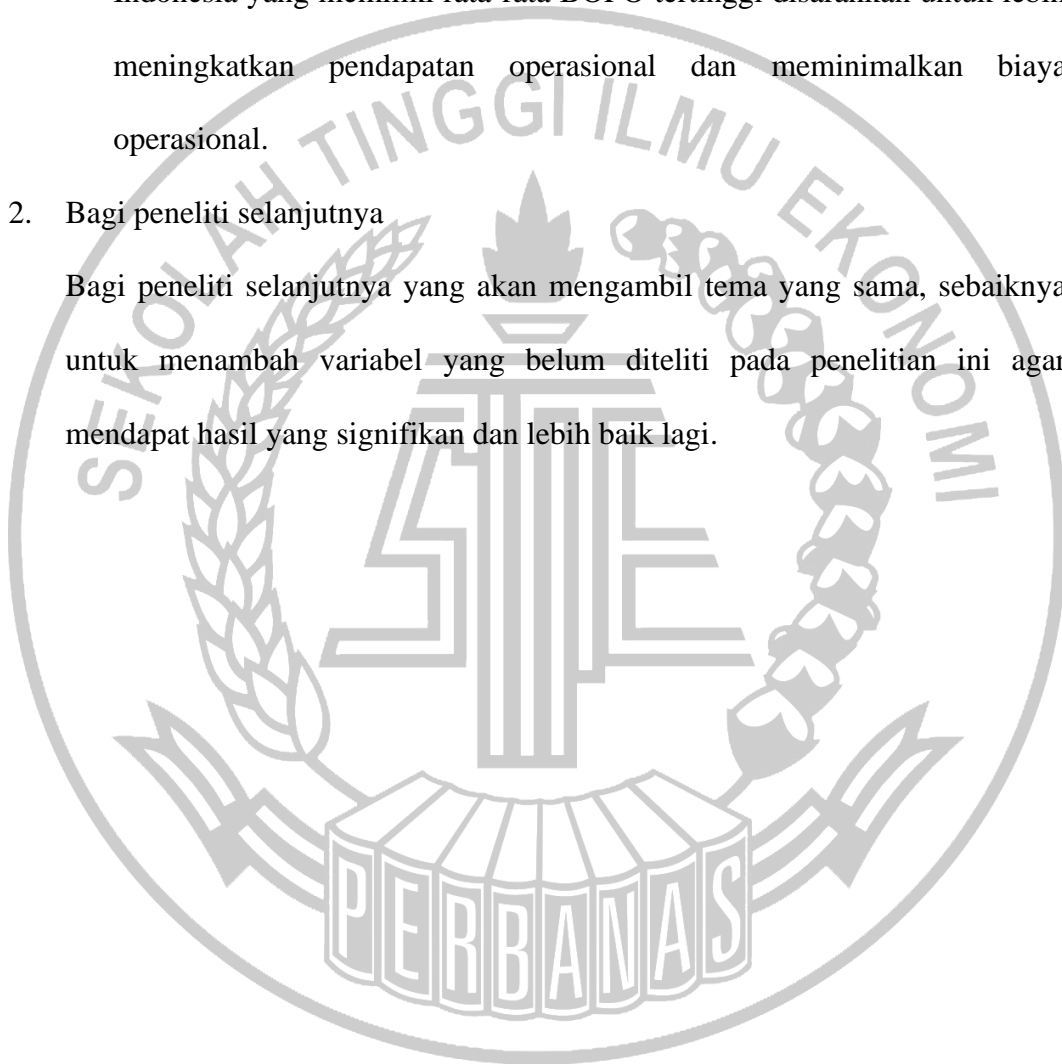 Indonesia yang memiliki rata-rata BOPO tertinggi disarankan untuk lebih
meningkatkan pendapatan operasional dan meminimalkan biaya
operasional.
2. Bagi peneliti selanjutnya
Bagi peneliti selanjutnya yang akan mengambil tema yang sama, sebaiknya
untuk menambah variabel yang belum diteliti pada penelitian ini agar
mendapat hasil yang signifikan dan lebih baik lagi.
SEKOLAH TINGGI ILMU EKONOMI
PERBANAS